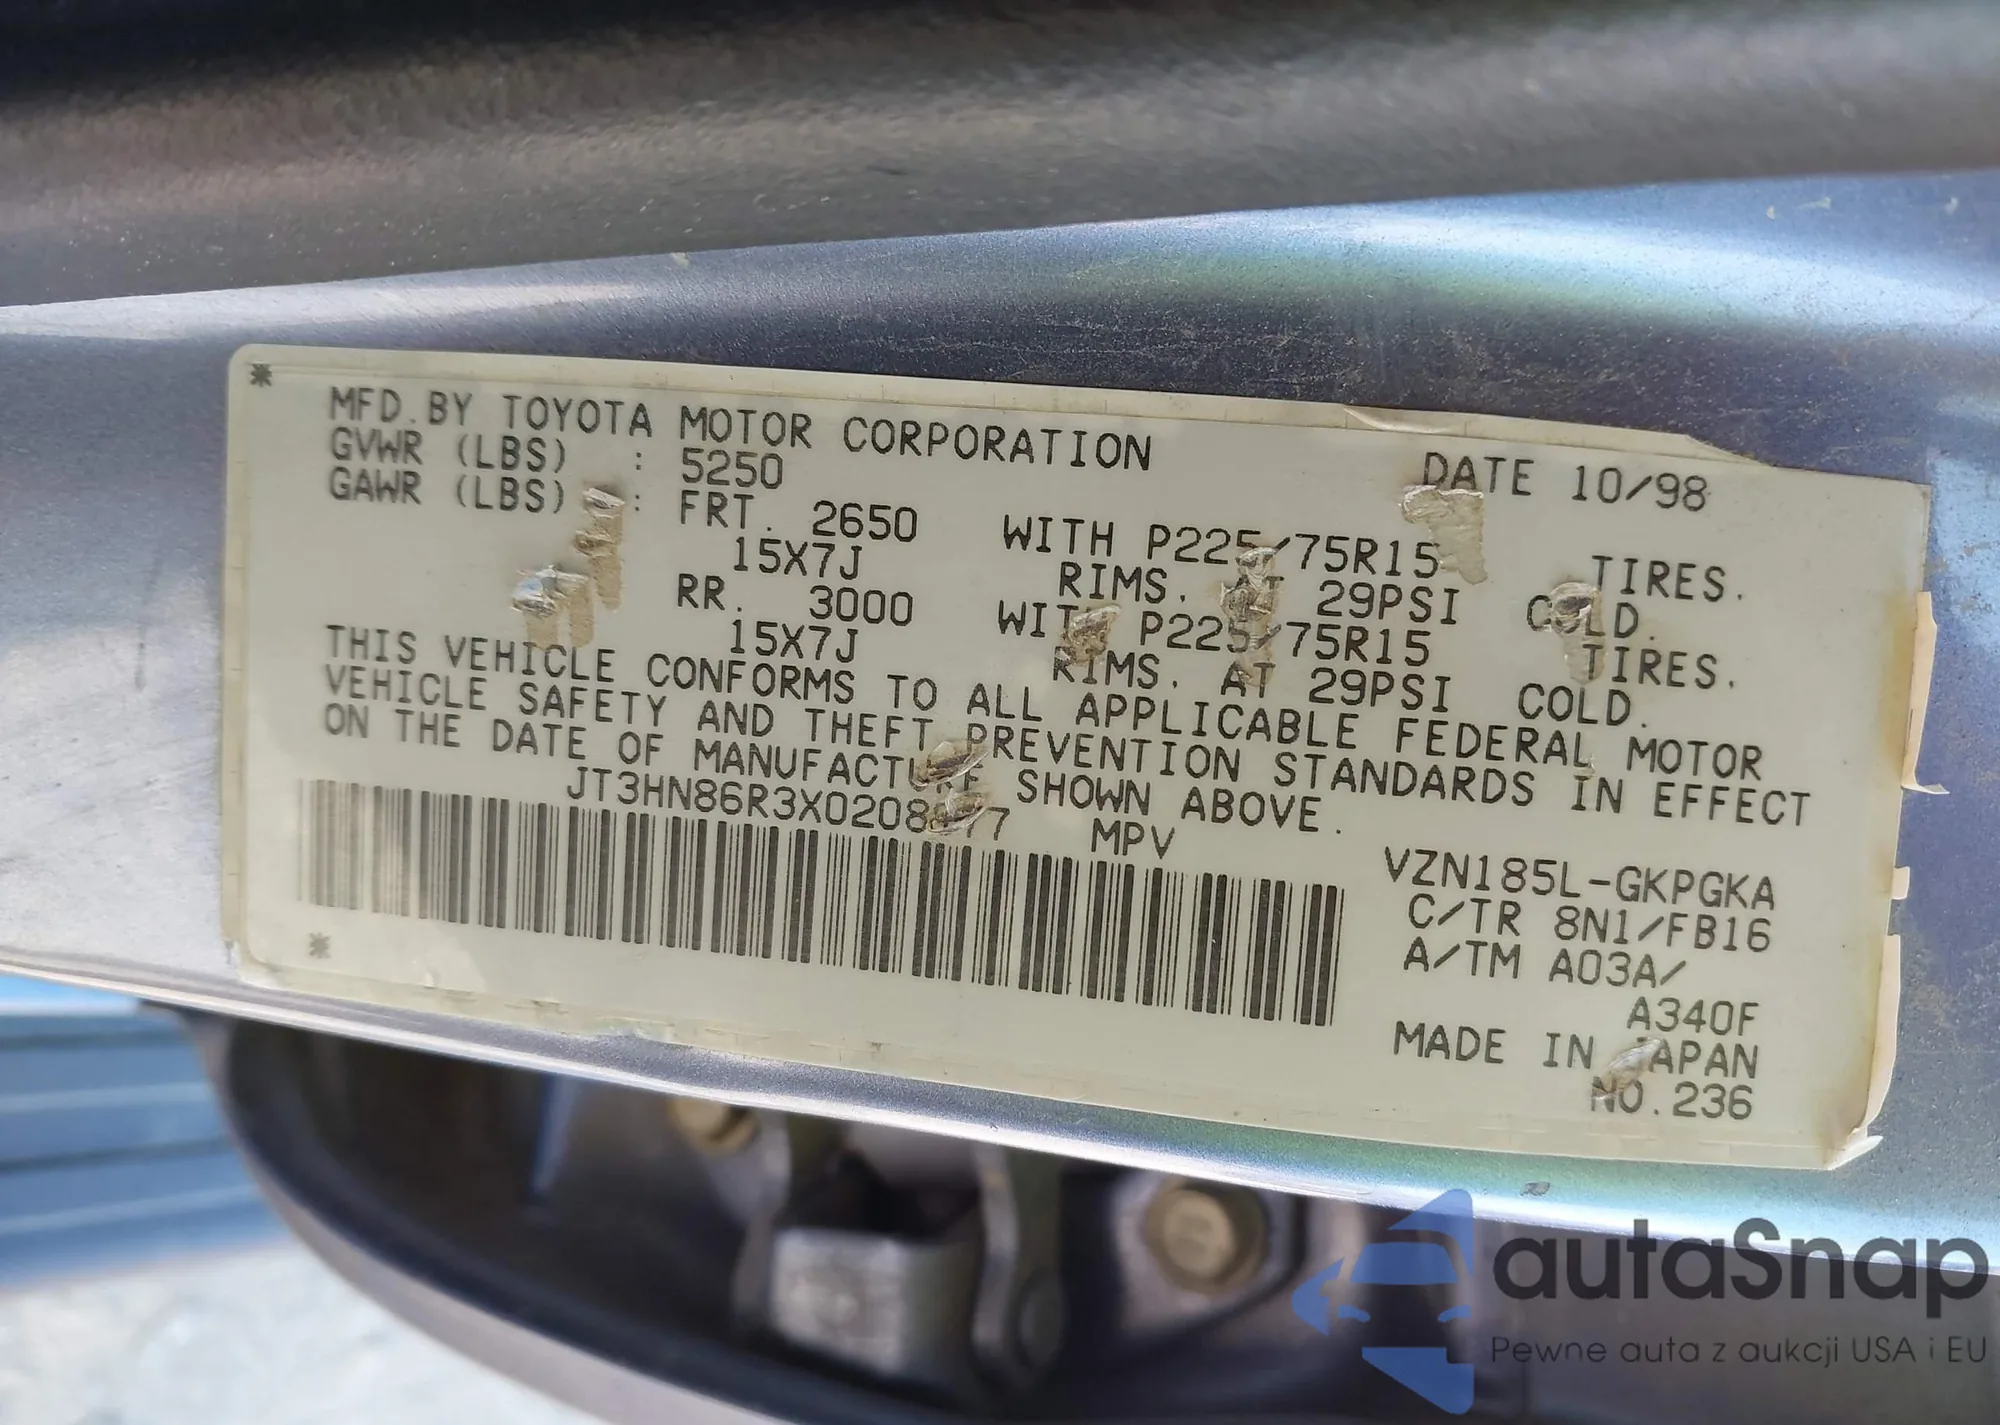 MFD. BY TOYOTA MOTOR CORPORATION DATE 10/98
GVWR (LBS) : 5250
GAWR (LBS) : FRT. 2650 WITH P225/75R15 TIRES.
15X7J RIMS. AT 29PSI COLD.
RR. 3000 WITH P225/75R15 TIRES.
15X7J RIMS. AT 29PSI COLD.
THIS VEHICLE CONFORMS TO ALL APPLICABLE FEDERAL MOTOR
VEHICLE SAFETY AND THEFT PREVENTION STANDARDS IN EFFECT
ON THE DATE OF MANUFACTURE SHOWN ABOVE.
MPV
VZN185L-GKPGKA
C/TR 8N1/FB16
A/TM A03A/
A340F
MADE IN JAPAN
NO.236
autaSnap
Pewne auta z aukcji USA i EU